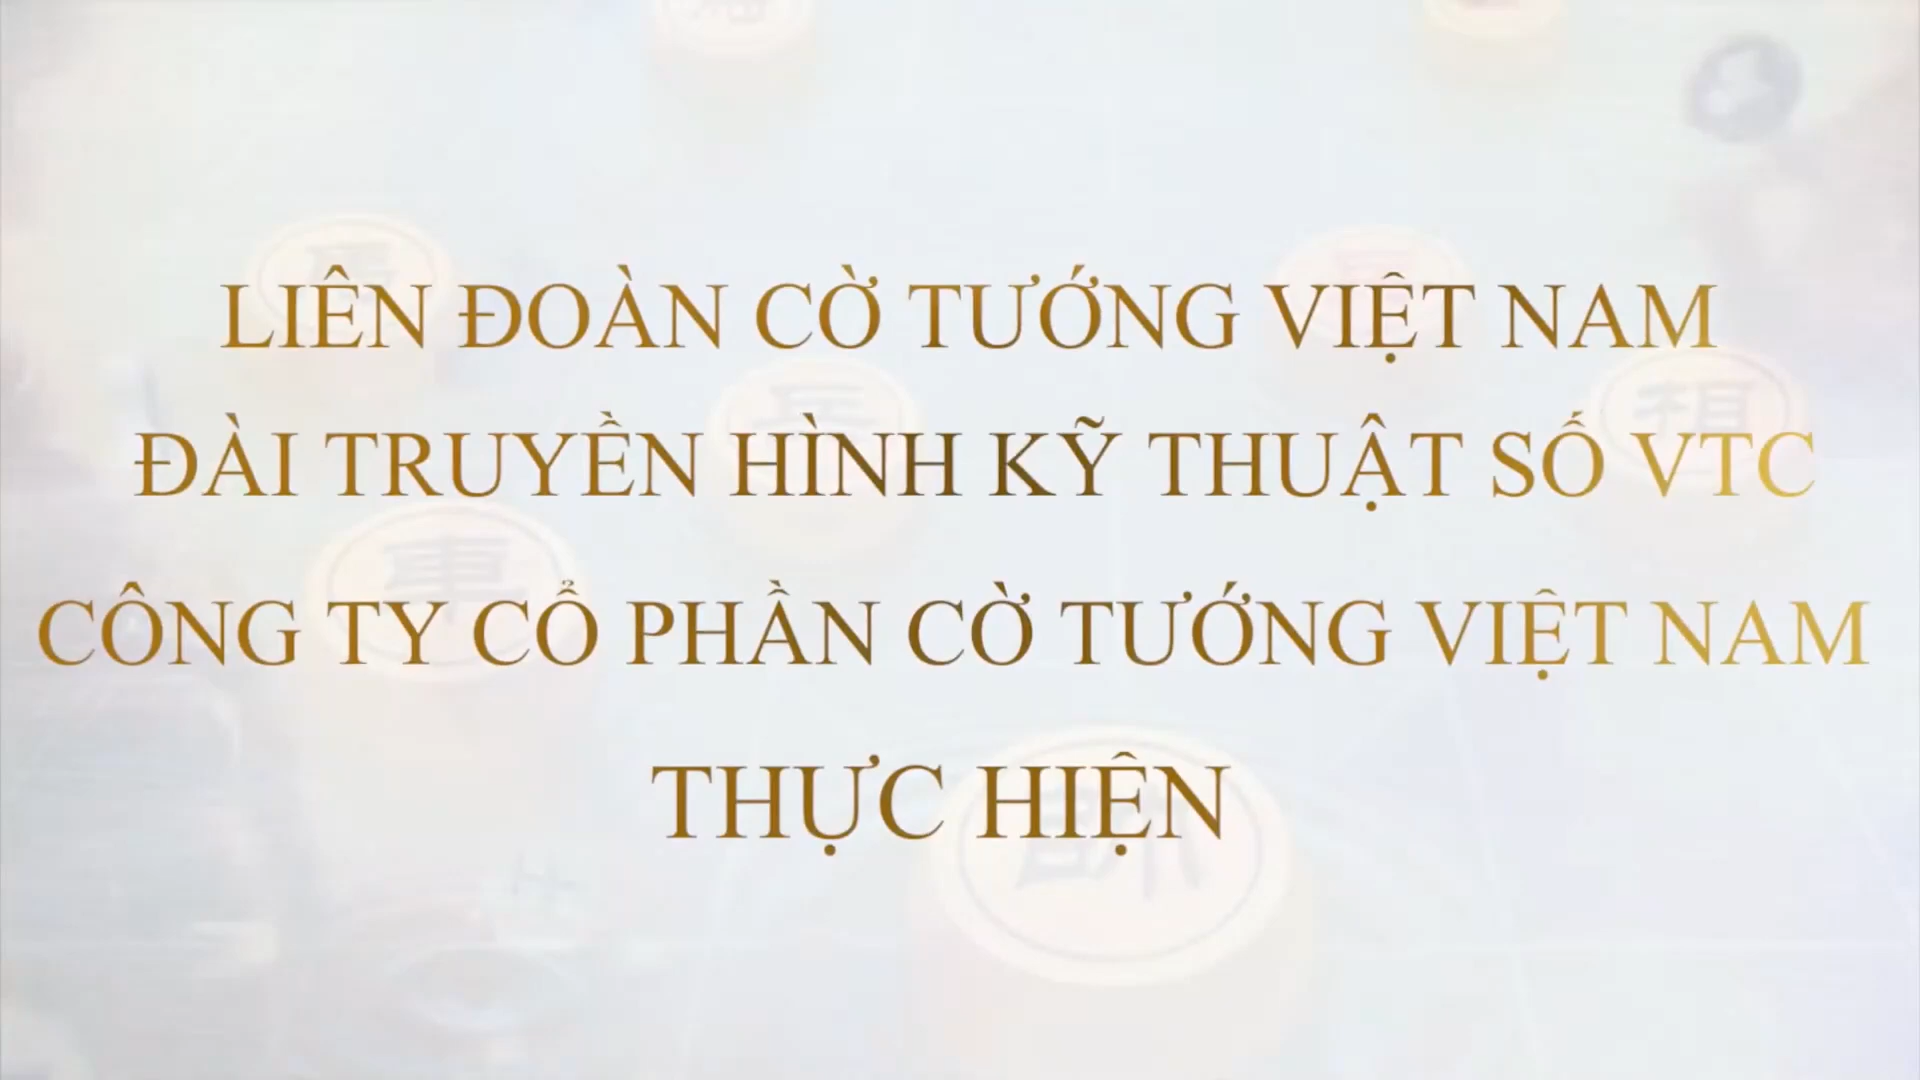 LIÊN ĐOÀN CỜ TƯỚNG VIỆT NAM
ĐÀI TRUYỀN HÌNH KỸ THUẬT SỐ VTC
CÔNG TY CỔ PHẦN CỜ TƯỚNG VIỆT NAM
THỰC HIỆN